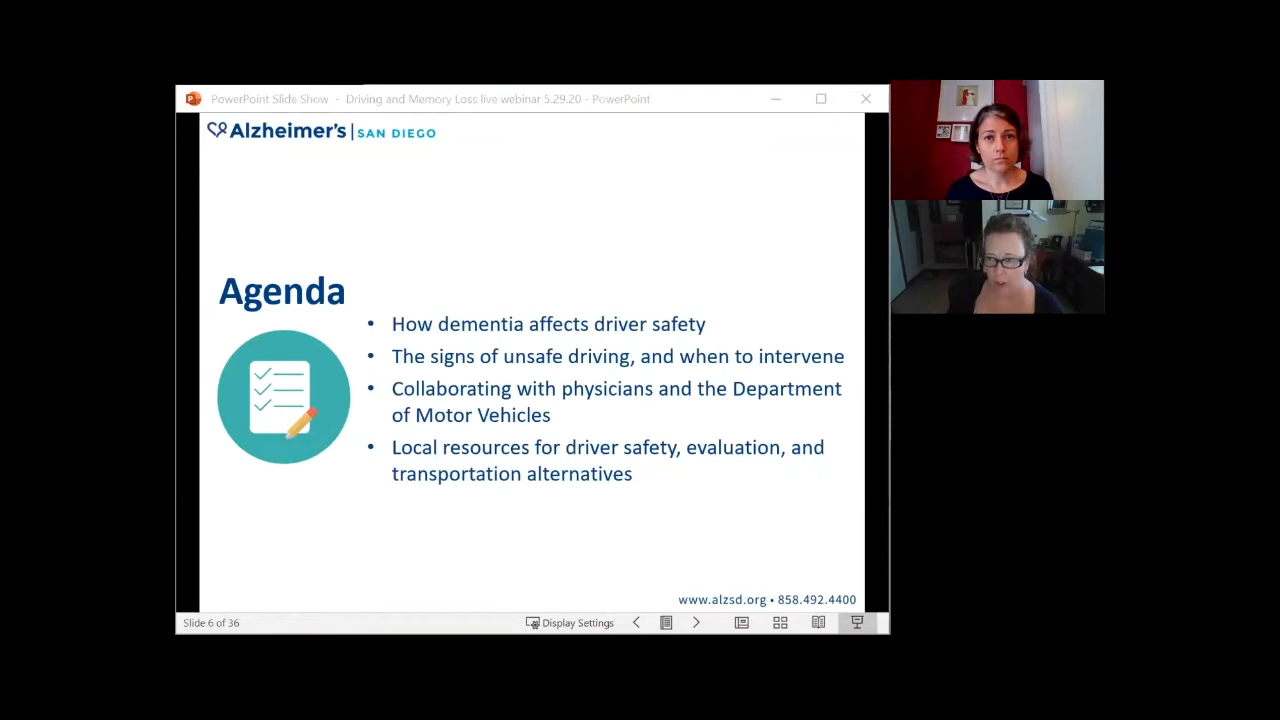 PowerPoint Slide Show - Driving and Memory Loss live webinar 5.29.20 - PowerPoint
Alzheimer's | SAN DIEGO
Agenda
• How dementia affects driver safety
• The signs of unsafe driving, and when to intervene
• Collaborating with physicians and the Department
of Motor Vehicles
• Local resources for driver safety, evaluation, and
transportation alternatives
www.alzsd.org • 858.492.4400
Slide 6 of 36
Display Settings